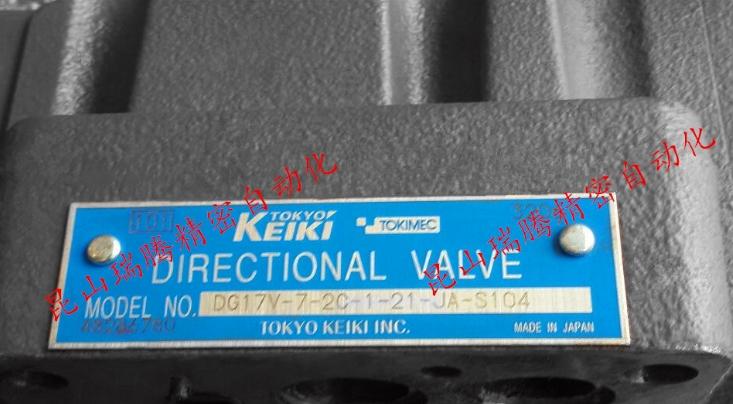 101
TOKYO
KEIKI TOKIMEC
DIRECTIONAL VALVE
MODEL NO. DG17V-7-2C-1-21-JA-S104
TOKYO KEIKI INC. MADE IN JAPAN
昆山瑞腾精密自动化
昆山瑞腾精密自动化